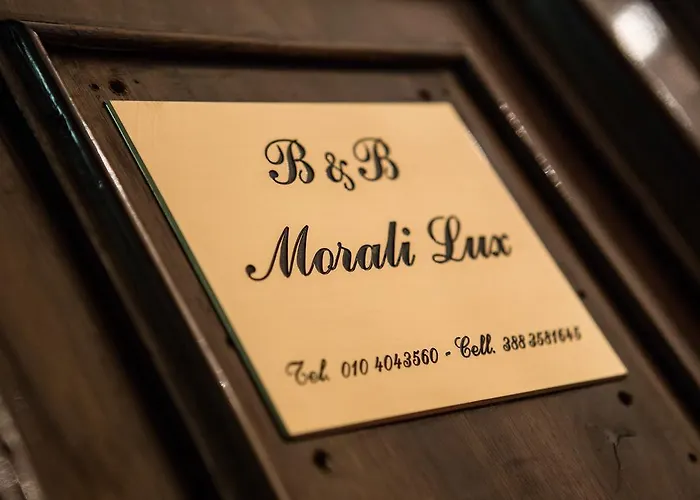 B & B
Morali Lux
Tel. 010 4043560 - Cell. 388 3581645